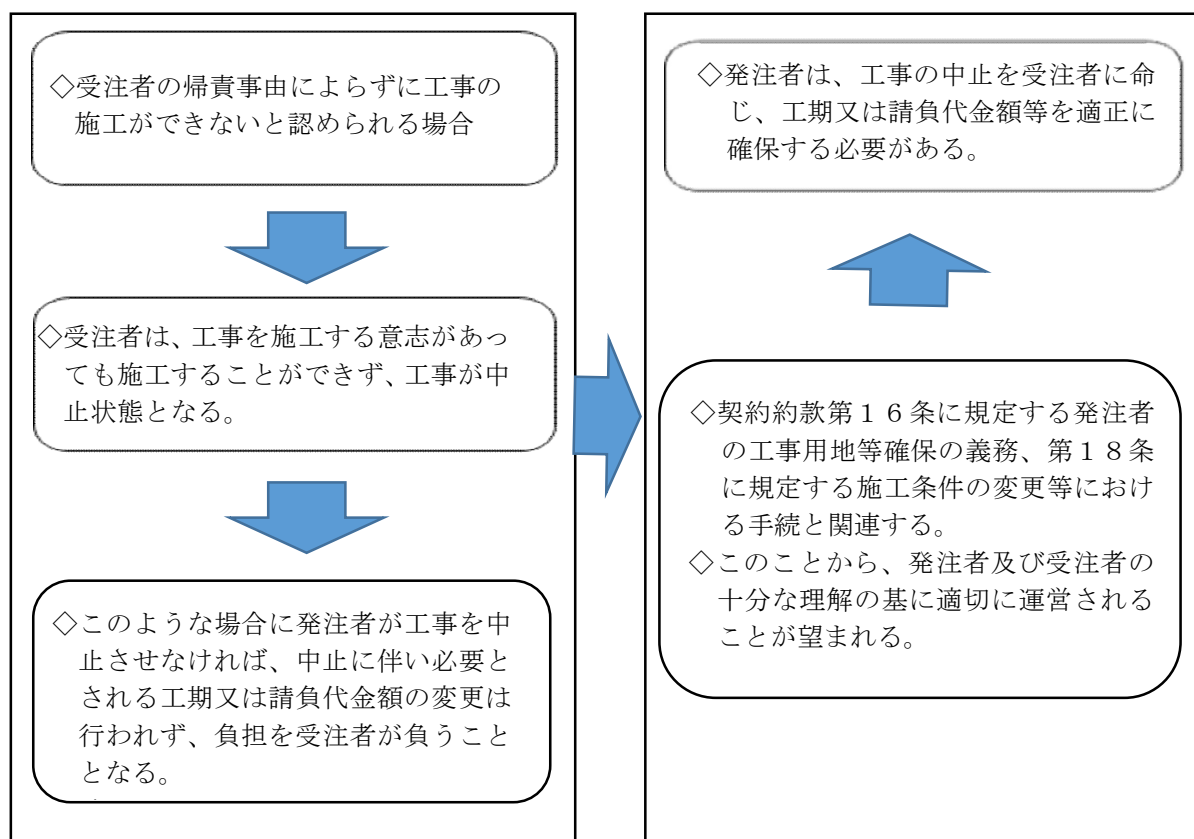 ◇受注者の帰責事由によらずに工事の
施工ができないと認められる場合
◇受注者は、工事を施工する意志があっ
ても施工することができず、工事が中
止状態となる。
◇このような場合に発注者が工事を中
止させなければ、中止に伴い必要と
される工期又は請負代金額の変更は
行われず、負担を受注者が負うこと
となる。
◇発注者は、工事の中止を受注者に命
じ、工期又は請負代金額等を適正に
確保する必要がある。
◇契約約款第１６条に規定する発注者
の工事用地等確保の義務、第１８条
に規定する施工条件の変更等におけ
る手続と関連する。
◇このことから、発注者及び受注者の
十分な理解の基に適切に運営される
ことが望まれる。